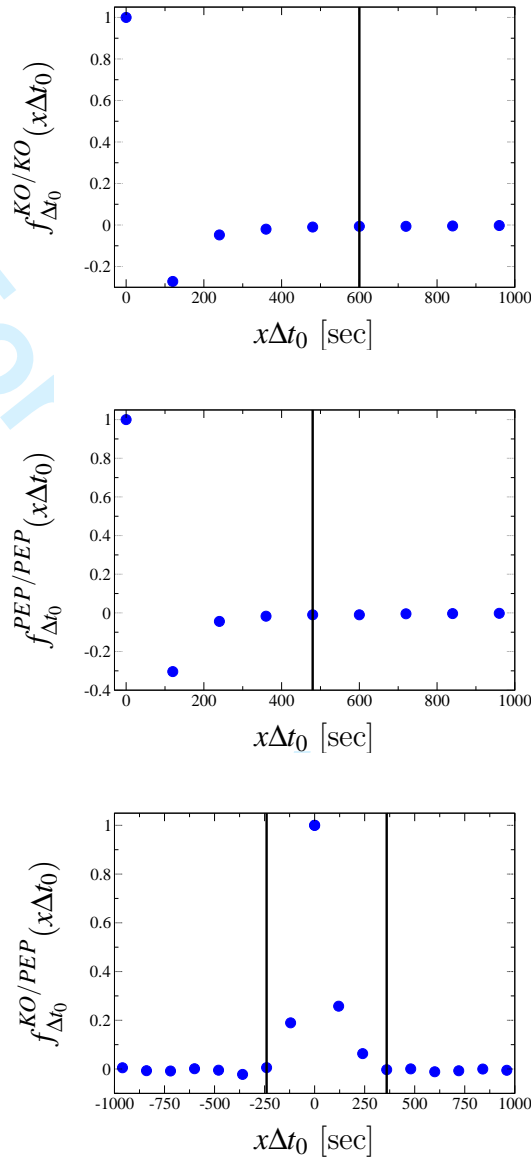 1
0.8
0.6
0.4
0.2
0
-0.2
0 200 400 600 800 1000
f^{KO/KO}_{Δt_0}(xΔt_0)
xΔt_0 [sec]
1
0.8
0.6
0.4
0.2
0
-0.2
-0.4
0 200 400 600 800 1000
f^{PEP/PEP}_{Δt_0}(xΔt_0)
xΔt_0 [sec]
1
0.8
0.6
0.4
0.2
0
-1000 -750 -500 -250 0 250 500 750 1000
f^{KO/PEP}_{Δt_0}(xΔt_0)
xΔt_0 [sec]